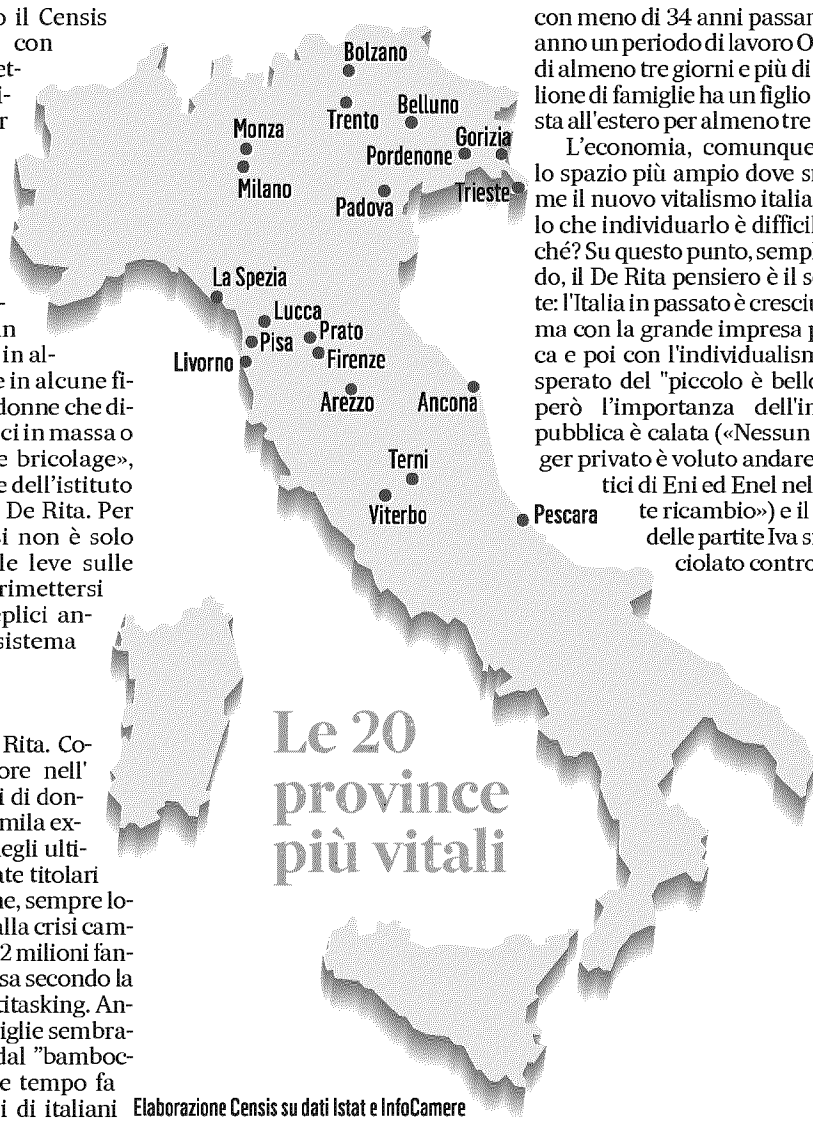 o il Censis
con
et-
i-
r
-
in
in al-
e in alcune fi-
donne che di-
ci in massa o
e bricolage»,
e dell'istituto
De Rita. Per
si non è solo
le leve sulle
rimettersi
eplici an-
sistema
Rita. Co-
ore nell'
i di don-
mila ex-
egli ulti-
ate titolari
ne, sempre lo-
alla crisi cam-
2 milioni fan-
sa secondo la
titasking. An-
iglie sembra-
dal "bamboc-
e tempo fa
i di italiani
Bolzano
Trento
Belluno
Monza
Gorizia
Pordenone
Milano
Padova
Trieste
La Spezia
Lucca
Prato
Pisa
Firenze
Livorno
Arezzo
Ancona
Terni
Viterbo
Pescara
Le 20
province
più vitali
Elaborazione Censis su dati Istat e InfoCamere
con meno di 34 anni passan
anno un periodo di lavoro O
di almeno tre giorni e più di
lione di famiglie ha un figlio
sta all'estero per almeno tre
L'economia, comunque
lo spazio più ampio dove s
me il nuovo vitalismo italia
lo che individuarlo è difficil
ché? Su questo punto, sempl
do, il De Rita pensiero è il s
te: l'Italia in passato è cresciu
ma con la grande impresa p
ca e poi con l'individualism
sperato del "piccolo è bello
però l'importanza dell'in
pubblica è calata («Nessun
ger privato è voluto andare
tici di Eni ed Enel nel
te ricambio») e il
delle partite Iva s
ciolato contro